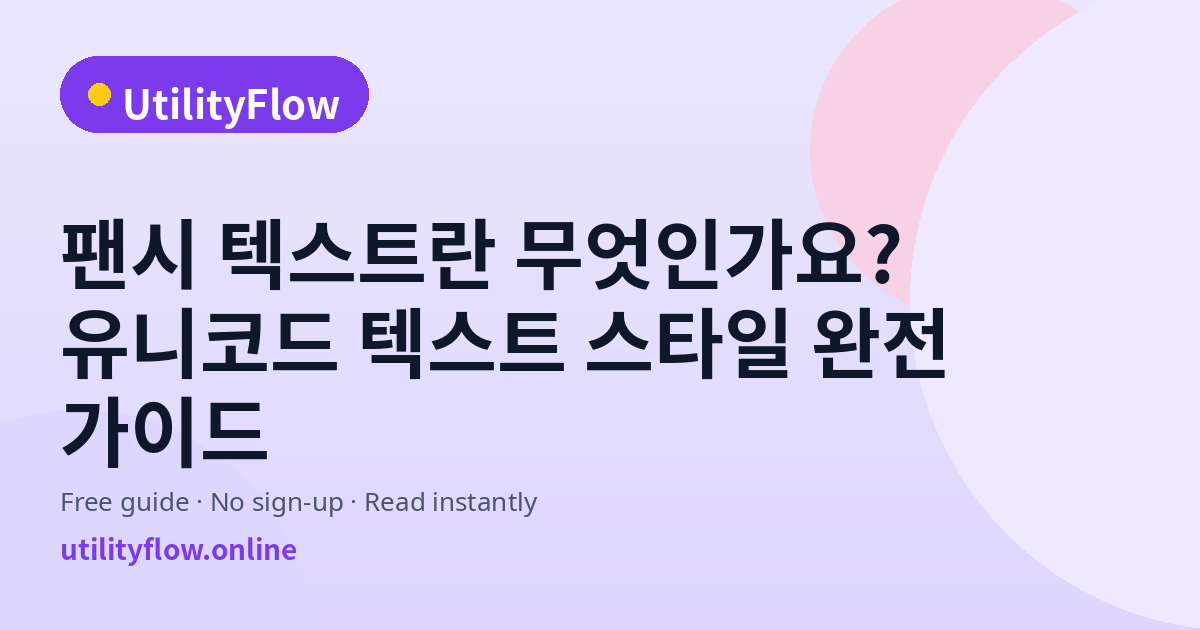 UtilityFlow
팬시 텍스트란 무엇인가요?
유니코드 텍스트 스타일 완전
가이드
Free guide · No sign-up · Read instantly
utilityflow.online